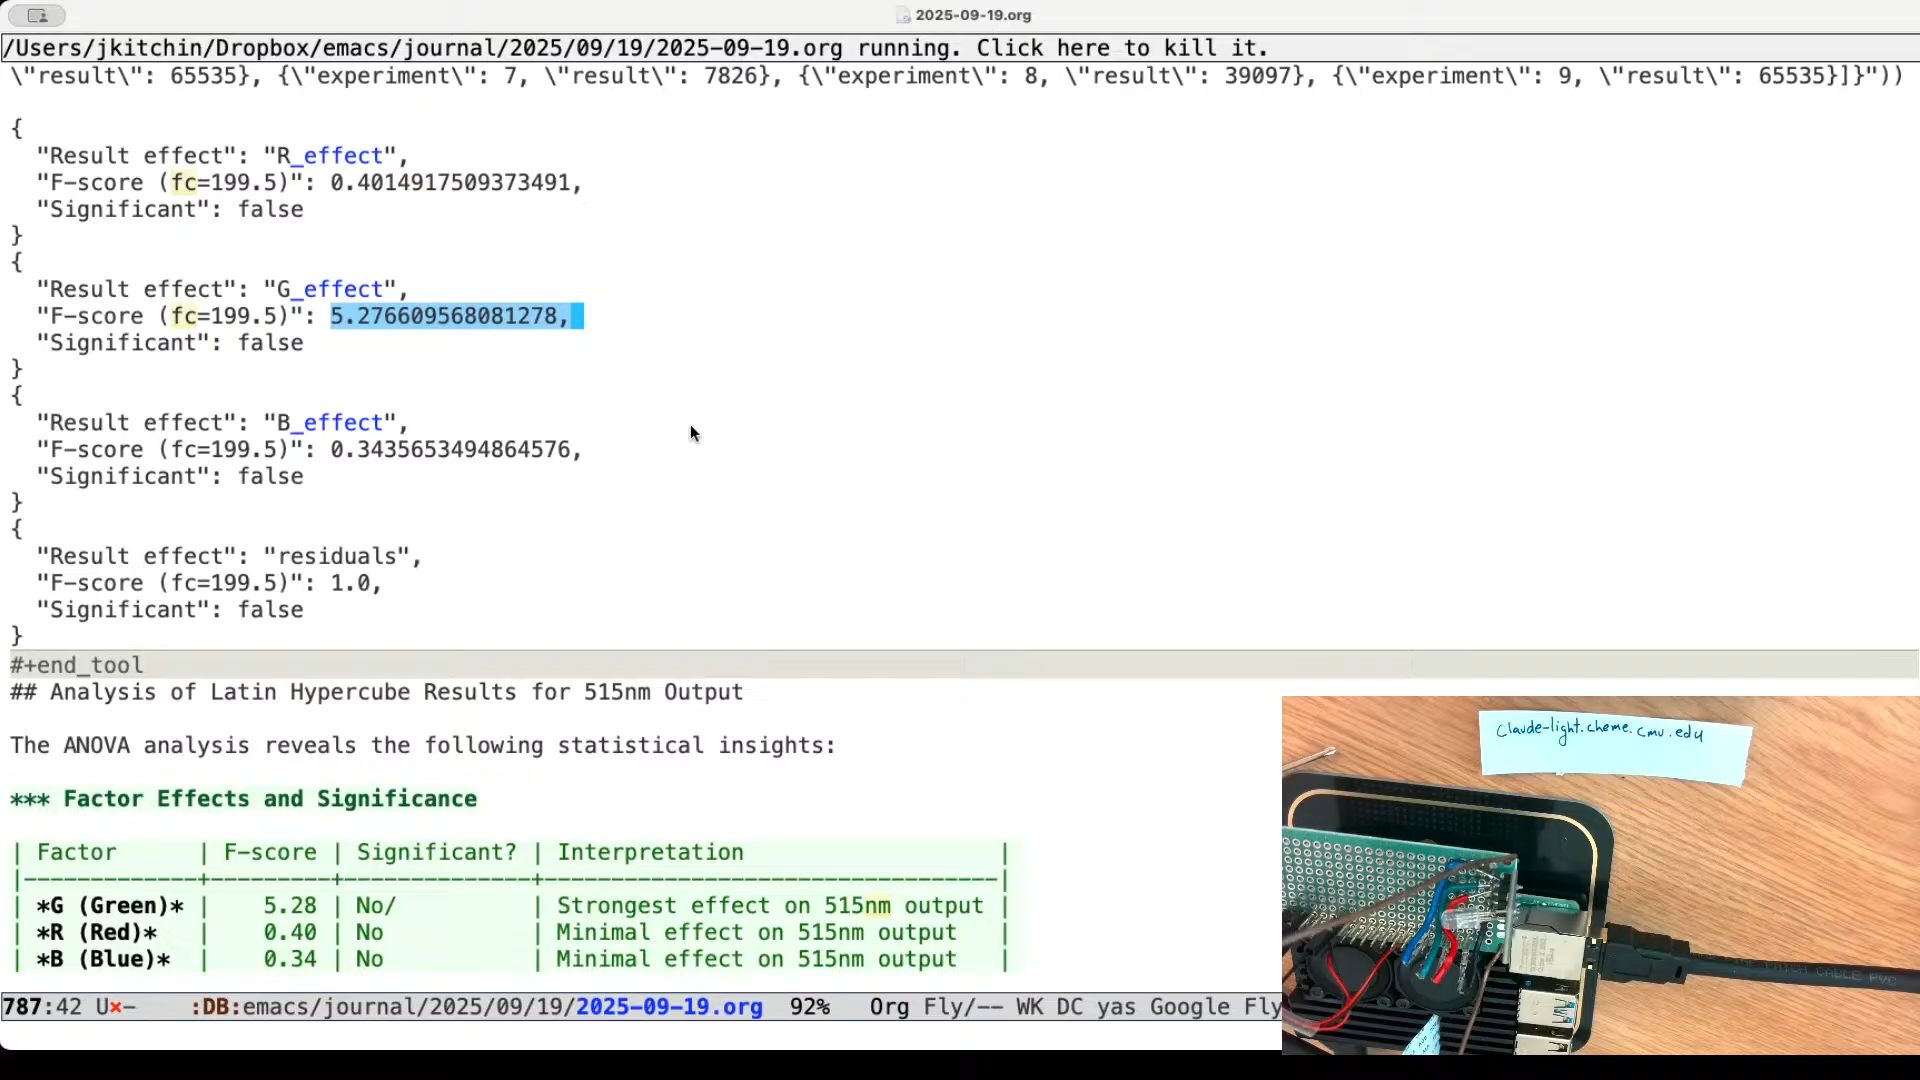 2025-09-19.org
/Users/jkitchin/Dropbox/emacs/journal/2025/09/19/2025-09-19.org running. Click here to kill it.
\"result\": 65535}, {\"experiment\": 7, \"result\": 7826}, {\"experiment\": 8, \"result\": 39097}, {\"experiment\": 9, \"result\": 65535}]}"))
{
"Result effect": "R_effect",
"F-score (fc=199.5)": 0.4014917509373491,
"Significant": false
}
{
"Result effect": "G_effect",
"F-score (fc=199.5)": 5.276609568081278,
"Significant": false
}
{
"Result effect": "B_effect",
"F-score (fc=199.5)": 0.3435653494864576,
"Significant": false
}
{
"Result effect": "residuals",
"F-score (fc=199.5)": 1.0,
"Significant": false
}
#+end_tool
## Analysis of Latin Hypercube Results for 515nm Output
The ANOVA analysis reveals the following statistical insights:
*** Factor Effects and Significance
| Factor | F-score | Significant? | Interpretation |
|-------------+---------+--------------+----------------------------------|
| *G (Green)* | 5.28 | No/ | Strongest effect on 515nm output |
| *R (Red)* | 0.40 | No | Minimal effect on 515nm output |
| *B (Blue)* | 0.34 | No | Minimal effect on 515nm output |
787:42 U×– :DB:emacs/journal/2025/09/19/2025-09-19.org 92% Org Fly/–– WK DC yas Google Fly
Claude-light.cheme.cmu.edu